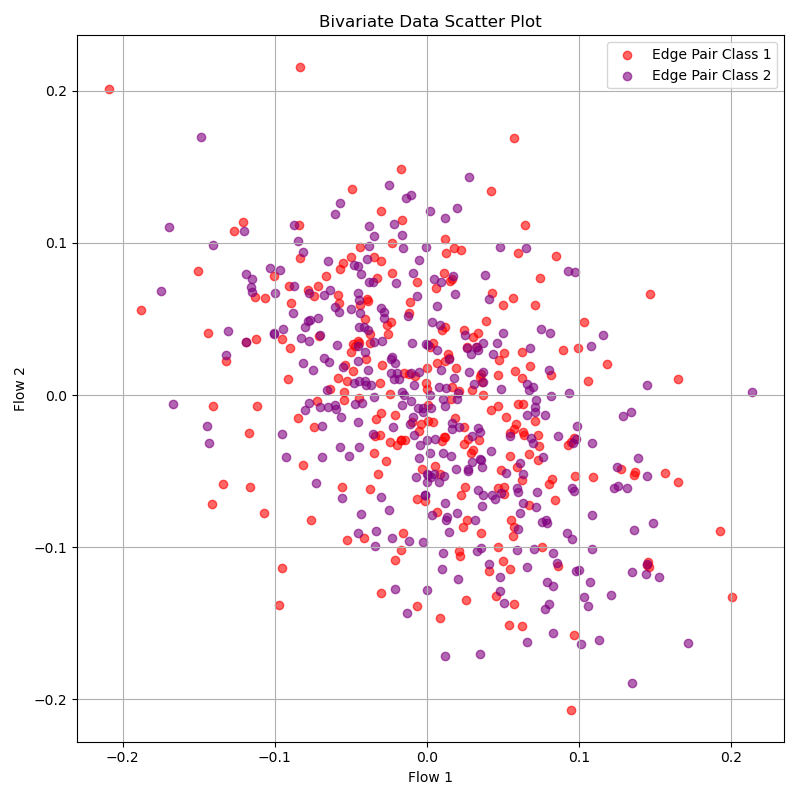 Bivariate Data Scatter Plot
Edge Pair Class 1
Edge Pair Class 2
Flow 2
0.2
0.1
0.0
−0.1
−0.2
−0.2
−0.1
0.0
0.1
0.2
Flow 1